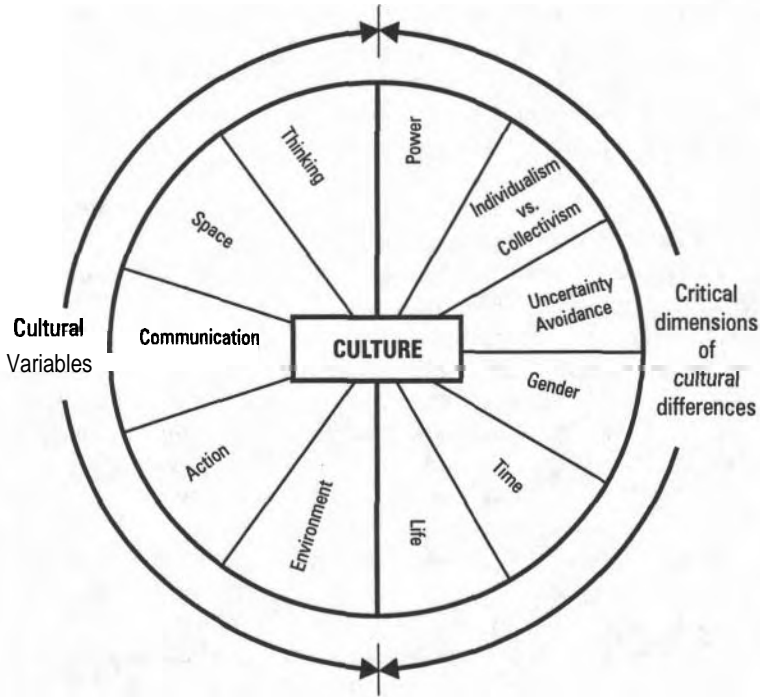 Thinking
Power
Space
Individualism
vs.
Collectivism
Uncertainty
Avoidance
Cultural
Variables
Communication
CULTURE
Critical
dimensions
of
cultural
differences
Gender
Action
Time
Environment
Life